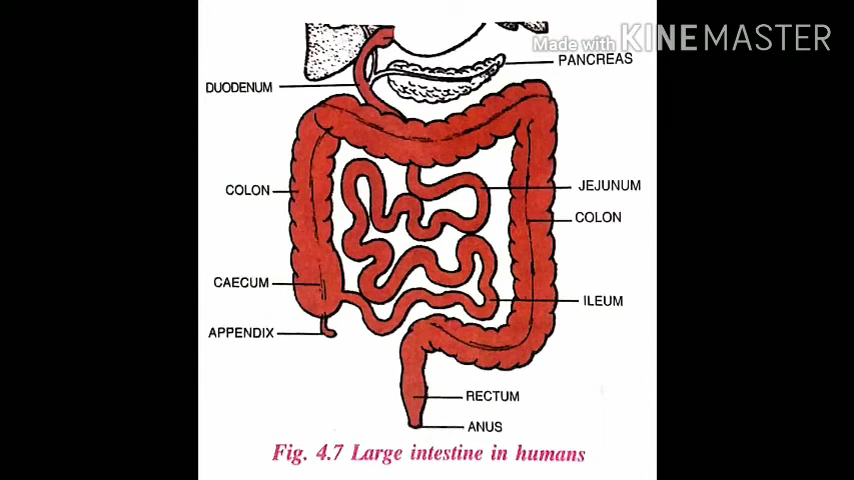 Made with KINEMASTER
PANCREAS
DUODENUM
COLON
JEJUNUM
COLON
CAECUM
ILEUM
APPENDIX
RECTUM
ANUS
Fig. 4.7 Large intestine in humans